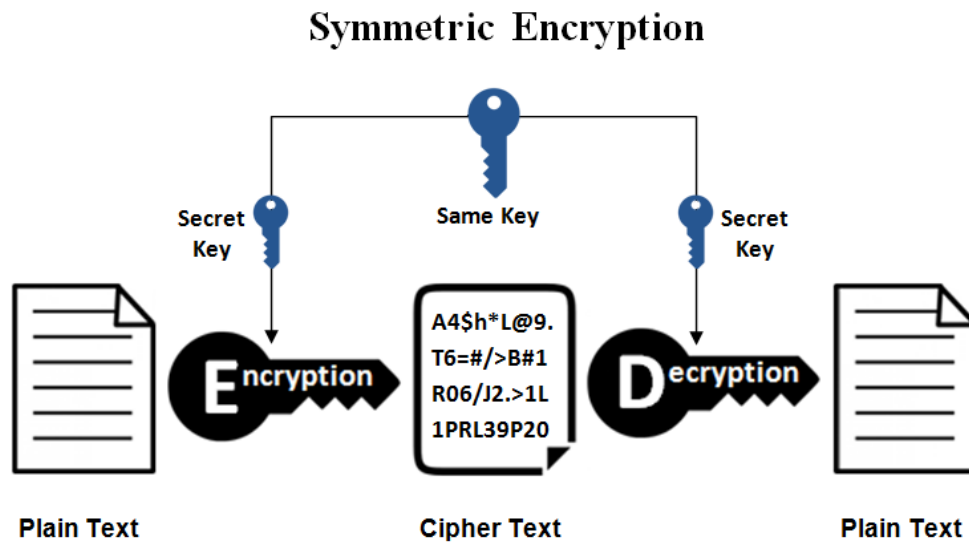 Symmetric Encryption
Same Key
Secret
Key
Secret
Key
Encryption
A4$h*L@9.
T6=#/>B#1
R06/J2.>1L
1PRL39P20
Decryption
Plain Text
Cipher Text
Plain Text